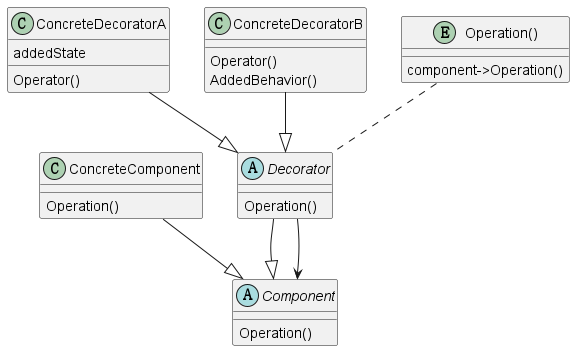 C ConcreteDecoratorA
addedState
Operator()
C ConcreteDecoratorB
Operator()
AddedBehavior()
E Operation()
component->Operation()
C ConcreteComponent
Operation()
A Decorator
Operation()
A Component
Operation()